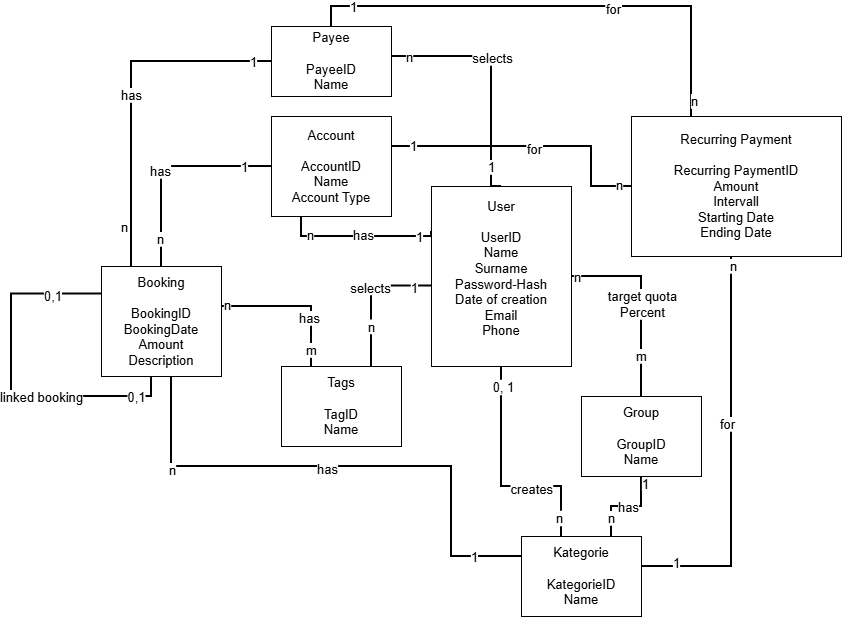 1
for
Payee
PayeeID
Name
n
selects
1
has
n
Account
AccountID
Name
Account Type
1
for
n
Recurring Payment
Recurring PaymentID
Amount
Intervall
Starting Date
Ending Date
has
1
1
n
n
n
has
1
User
UserID
Name
Surname
Password-Hash
Date of creation
Email
Phone
Booking
BookingID
BookingDate
Amount
Description
0,1
linked booking
0,1
n
has
m
selects
1
n
n
target quota
Percent
m
n
Tags
TagID
Name
0, 1
Group
GroupID
Name
for
n
has
creates
n
1
has
n
Kategorie
KategorieID
Name
1
1